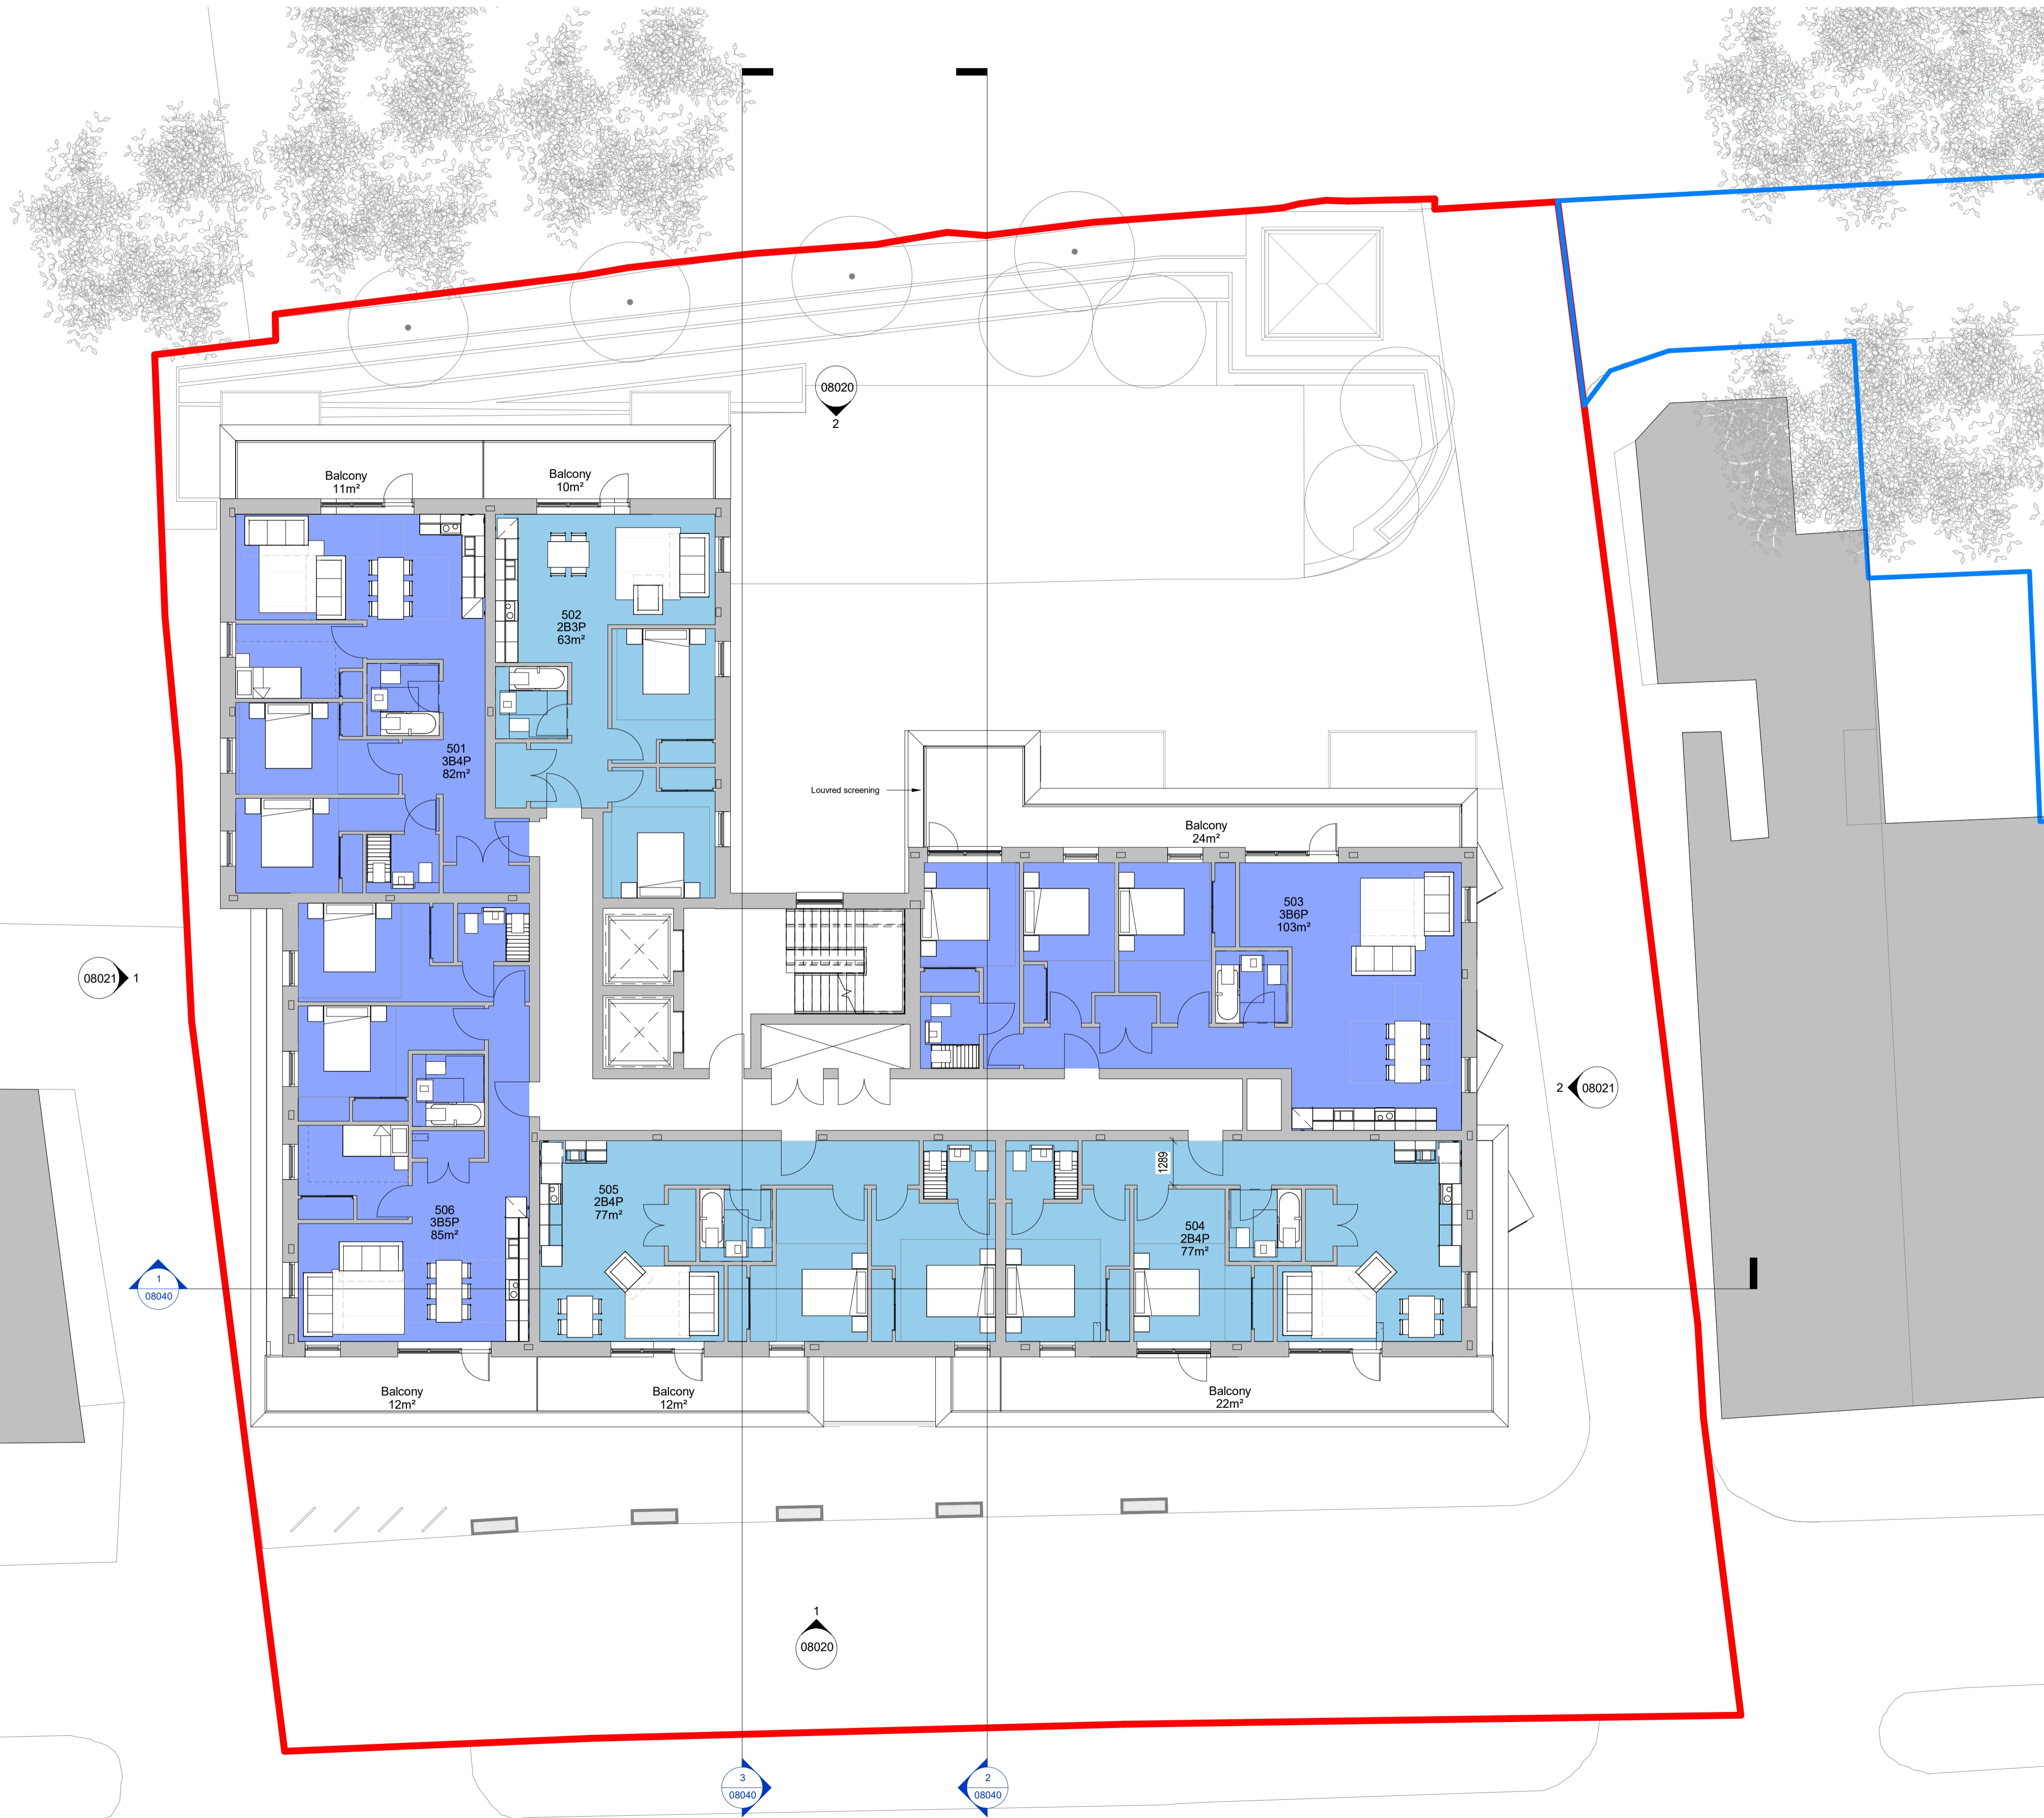 08020
2
Balcony
11m²
Balcony
10m²
502
2B3P
63m²
501
3B4P
82m²
Louvred screening
Balcony
24m²
503
3B6P
103m²
08021
1
2
08021
1289
505
2B4P
77m²
506
3B5P
85m²
504
2B4P
77m²
1
08040
Balcony
12m²
Balcony
12m²
Balcony
22m²
1
08020
3
08040
2
08040